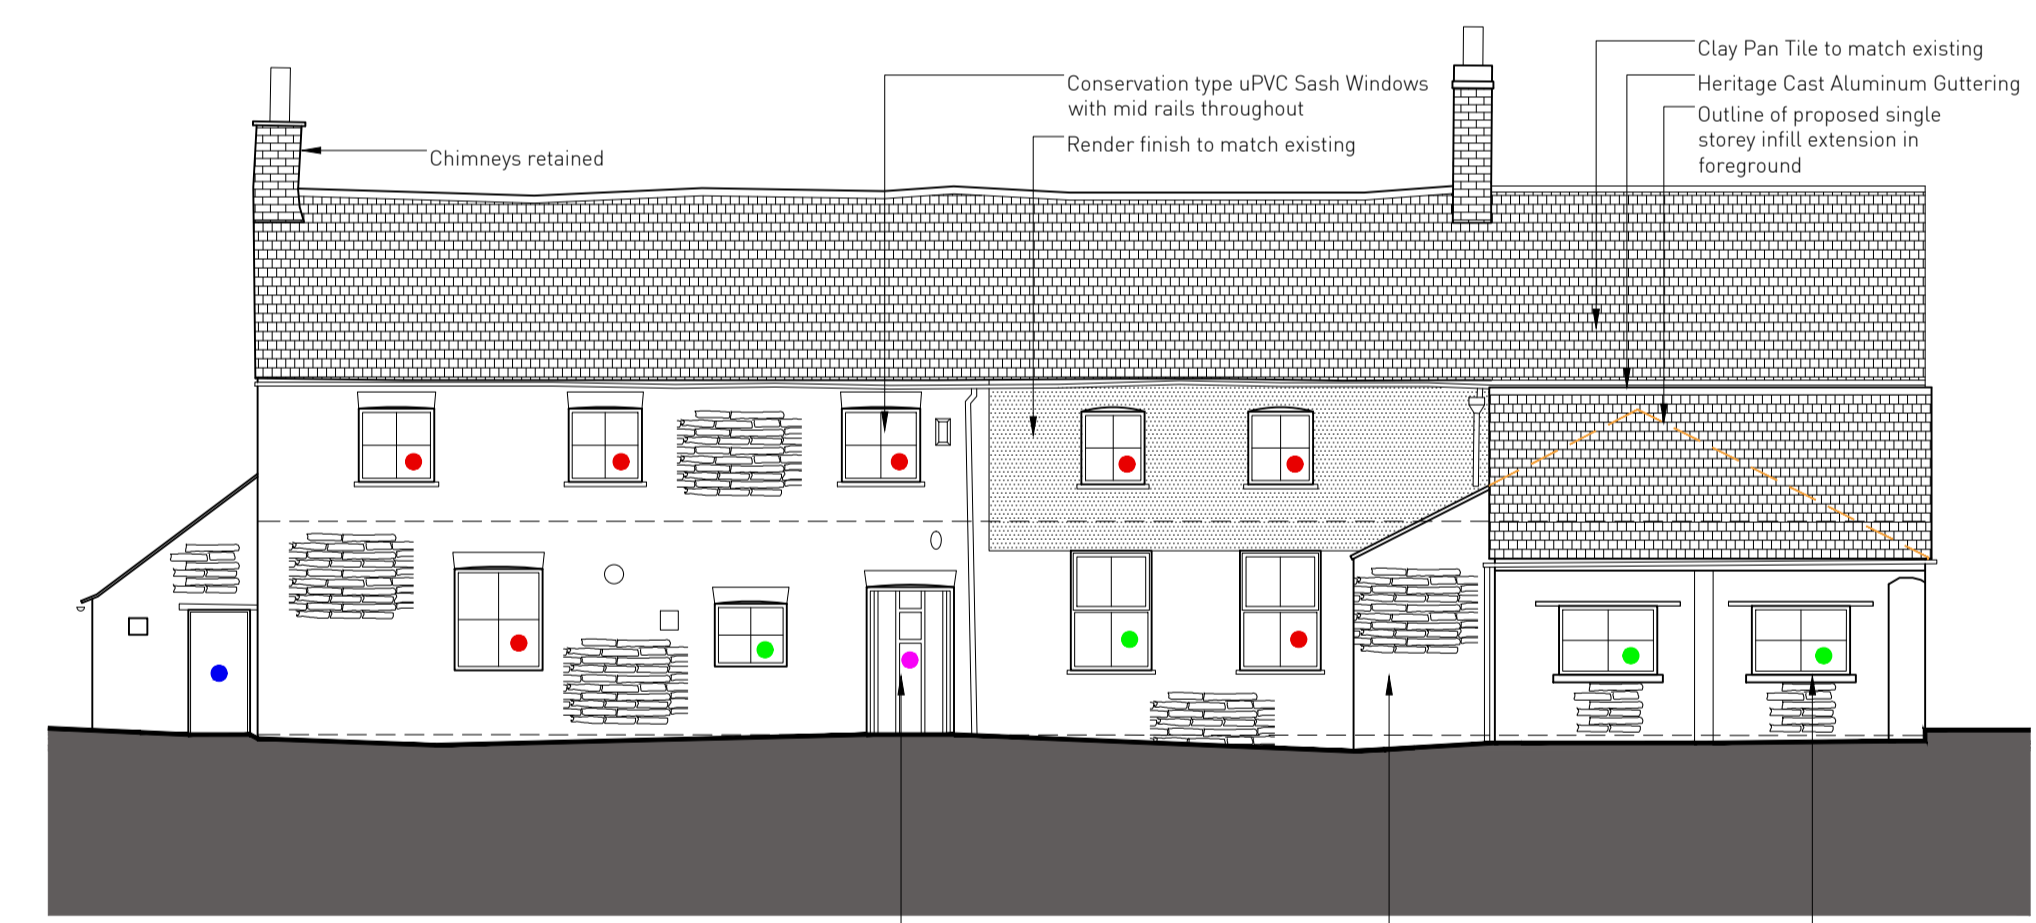 Chimneys retained
Conservation type uPVC Sash Windows
with mid rails throughout
Render finish to match existing
Clay Pan Tile to match existing
Heritage Cast Aluminum Guttering
Outline of proposed single
storey infill extension in
foreground